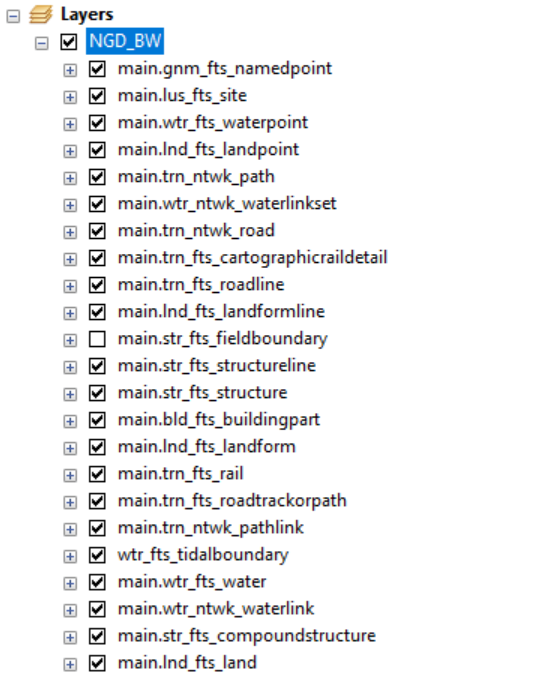 Layers
NGD_BW
main.gnm_fts_namedpoint
main.lus_fts_site
main.wtr_fts_waterpoint
main.lnd_fts_landpoint
main.trn_ntwk_path
main.wtr_ntwk_waterlinkset
main.trn_ntwk_road
main.trn_fts_cartographicraildetail
main.trn_fts_roadline
main.lnd_fts_landformline
main.str_fts_fieldboundary
main.str_fts_structureline
main.str_fts_structure
main.bld_fts_buildingpart
main.lnd_fts_landform
main.trn_fts_rail
main.trn_fts_roadtrackorpath
main.trn_ntwk_pathlink
wtr_fts_tidalboundary
main.wtr_fts_water
main.wtr_ntwk_waterlink
main.str_fts_compoundstructure
main.lnd_fts_land